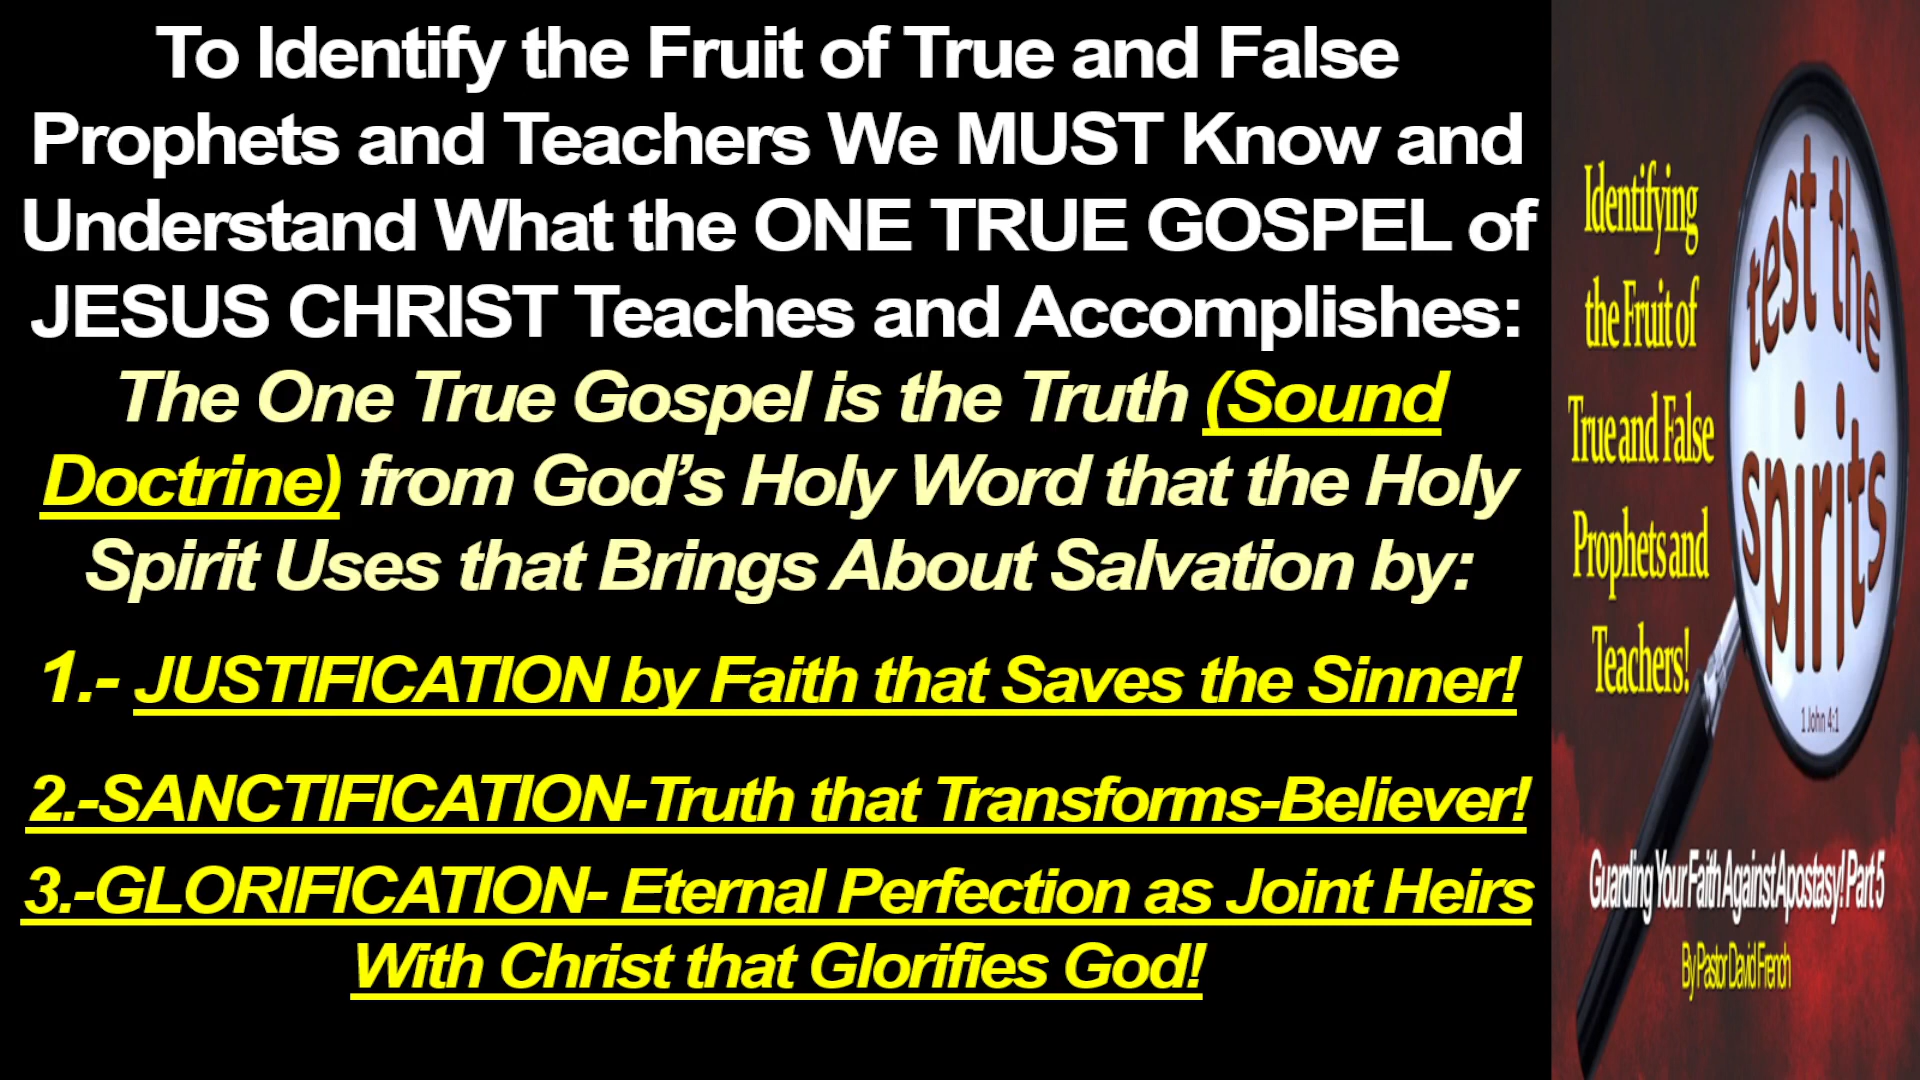 To Identify the Fruit of True and False
Prophets and Teachers We MUST Know and
Understand What the ONE TRUE GOSPEL of
JESUS CHRIST Teaches and Accomplishes:
The One True Gospel is the Truth (Sound
Doctrine) from God’s Holy Word that the Holy
Spirit Uses that Brings About Salvation by:
1.- JUSTIFICATION by Faith that Saves the Sinner!
2.-SANCTIFICATION-Truth that Transforms-Believer!
3.-GLORIFICATION- Eternal Perfection as Joint Heirs
With Christ that Glorifies God!
Identifying
the Fruit of
True and False
Prophets and
Teachers!
test the
spirits
1 John 4:1
Guarding Your Faith Against Apostasy! Part 5
By Pastor David French